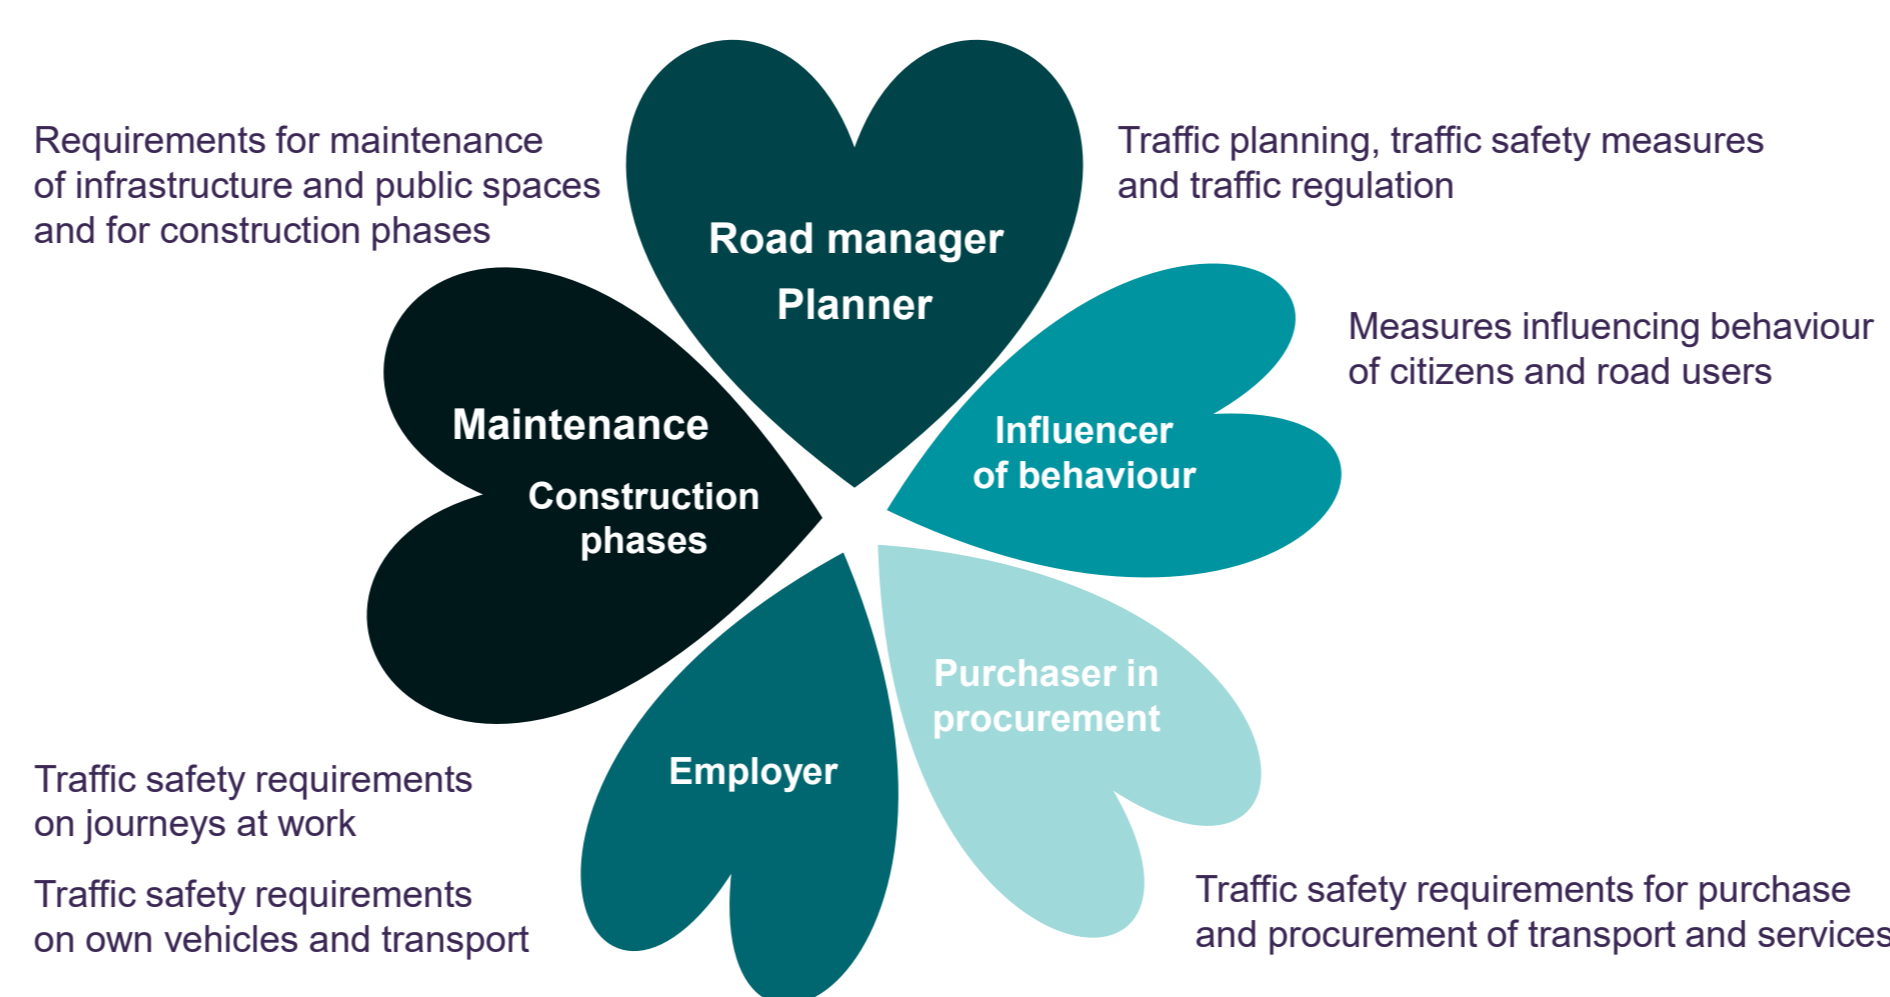 Requirements for maintenance
of infrastructure and public spaces
and for construction phases
Road manager
Planner
Traffic planning, traffic safety measures
and traffic regulation
Measures influencing behaviour
of citizens and road users
Maintenance
Construction
phases
Influencer
of behaviour
Purchaser in
procurement
Employer
Traffic safety requirements
on journeys at work
Traffic safety requirements
on own vehicles and transport
Traffic safety requirements for purchase
and procurement of transport and services